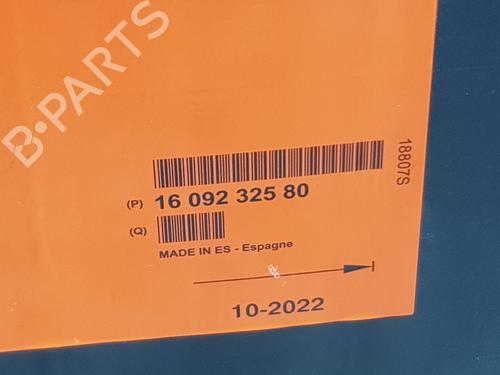 B-PARTS
18807S
(P) 16 092 325 80
(Q)
MADE IN ES - Espagne
10-2022